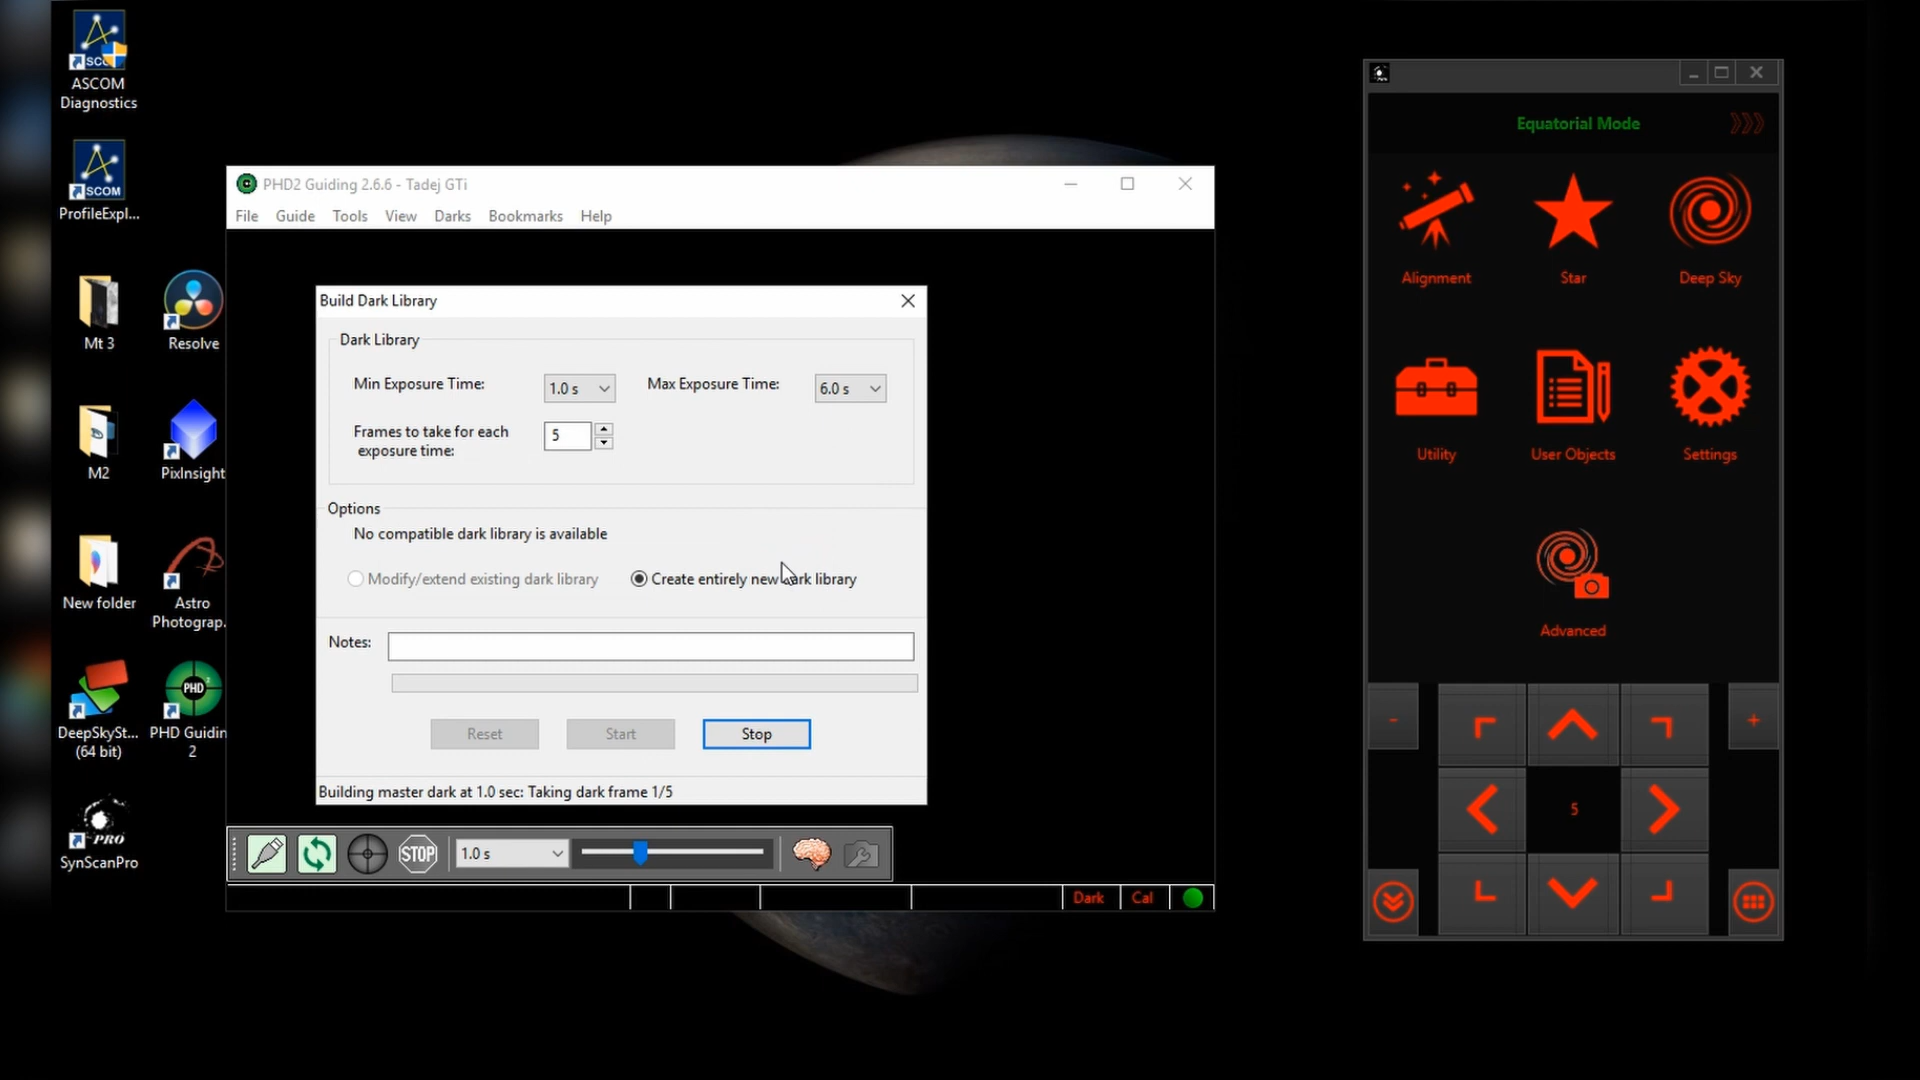 ASCOM
Diagnostics
SCOM
ProfileExpl...
Mt 3
Resolve
M2
PixInsight
New folder
Astro
Photograp.
DeepSkySt...
(64 bit)
PHD
PHD Guidin
2
PRO
SynScanPro
PHD2 Guiding 2.6.6 - Tadej GTi
File Guide Tools View Darks Bookmarks Help
Build Dark Library
Dark Library
Min Exposure Time: 1.0 s Max Exposure Time: 6.0 s
Frames to take for each
exposure time: 5
Options
No compatible dark library is available
Modify/extend existing dark library Create entirely new dark library
Notes:
Reset Start Stop
Building master dark at 1.0 sec: Taking dark frame 1/5
STOP 1.0 s
Dark Cal
Equatorial Mode
Alignment Star Deep Sky
Utility User Objects Settings
Advanced
- +
5